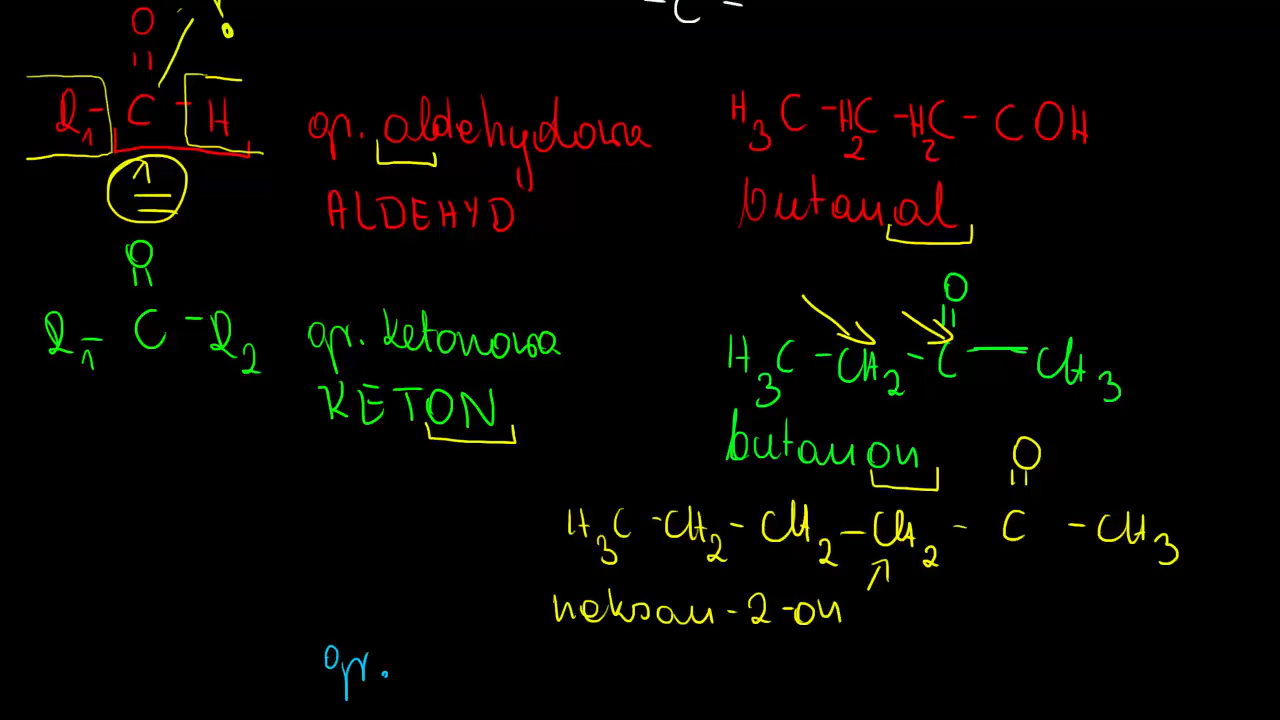 -C-
O
||
R₁-C-H
gr. aldehydowa
ALDEHYD
H₃C-H₂C-H₂C-COH
butanal
O
||
R₁-C-R₂
gr. ketonowa
KETON
O
||
H₃C-CH₂-C-CH₃
butanon
O
||
H₃C-CH₂-CH₂-CH₂-C-CH₃
heksan-2-on
gr.